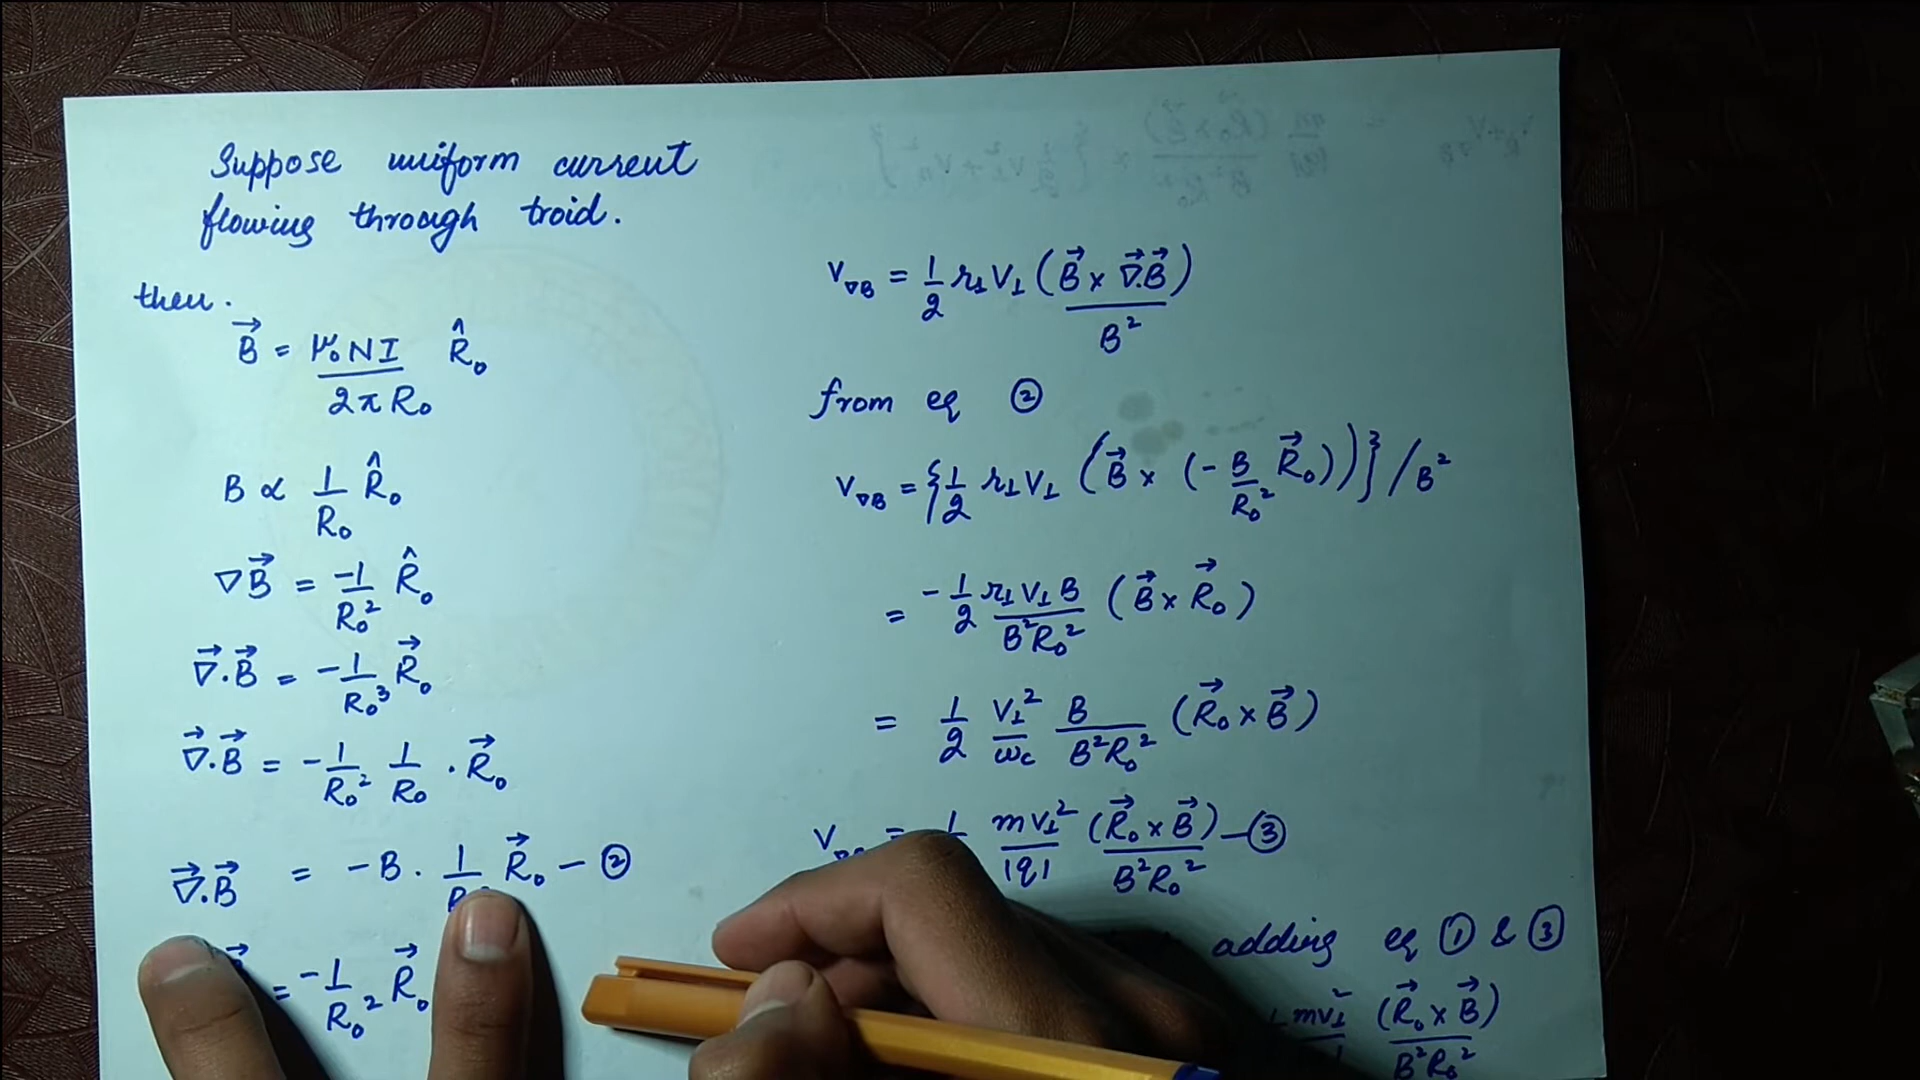 Suppose uniform current
flowing through troid.
then.
B⃗ = μ₀NI / 2πR₀ R̂₀
B ∝ 1/R₀ R̂₀
∇B⃗ = -1/R₀² R̂₀
∇⃗.B⃗ = -1/R₀³ R⃗₀
∇⃗.B⃗ = -1/R₀² 1/R₀ . R⃗₀
∇⃗.B⃗ = -B . 1/ R⃗₀ - ②
= -1/R₀² R⃗₀
V∇B = 1/2 r⊥V⊥ (B⃗ × ∇⃗.B⃗) / B²
from eq ②
V∇B = {1/2 r⊥V⊥ (B⃗ × (-B/R₀² R⃗₀))} / B²
= -1/2 r⊥V⊥B / B²R₀² (B⃗ × R⃗₀)
= 1/2 V⊥²/ωc B/B²R₀² (R⃗₀ × B⃗)
V = mv⊥²/|q| (R⃗₀ × B⃗)/B²R₀² - ③
adding eq ① & ③
mv⊥² (R⃗₀ × B⃗)/B²R₀²